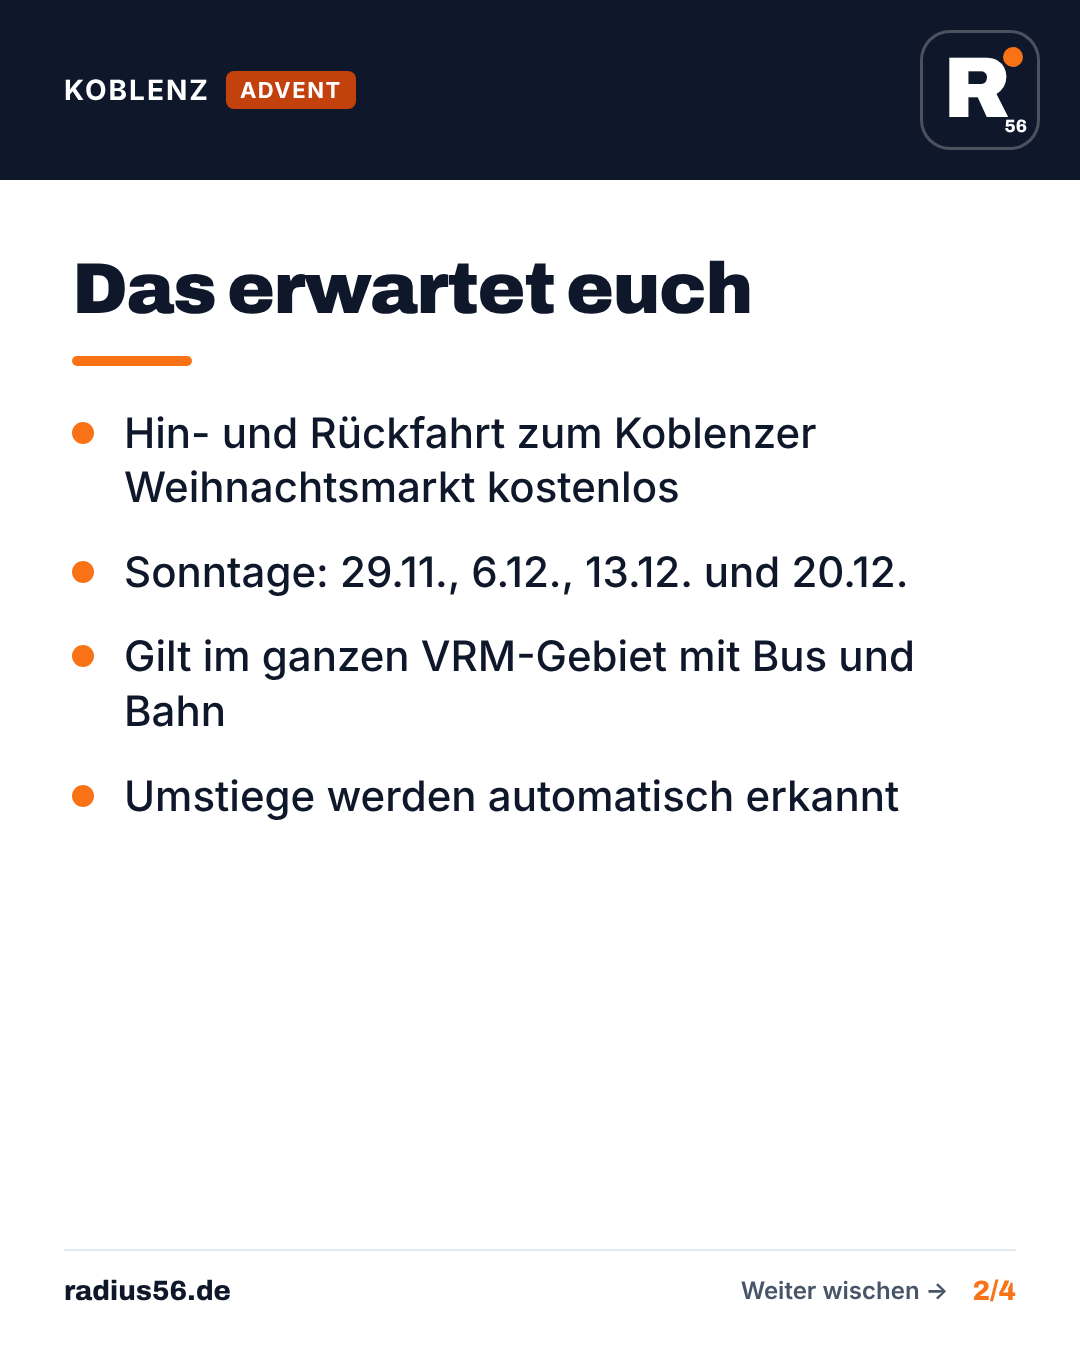 KOBLENZ ADVENT
R
56
Das erwartet euch
Hin- und Rückfahrt zum Koblenzer
Weihnachtsmarkt kostenlos
Sonntage: 29.11., 6.12., 13.12. und 20.12.
Gilt im ganzen VRM-Gebiet mit Bus und
Bahn
Umstiege werden automatisch erkannt
radius56.de
Weiter wischen → 2/4